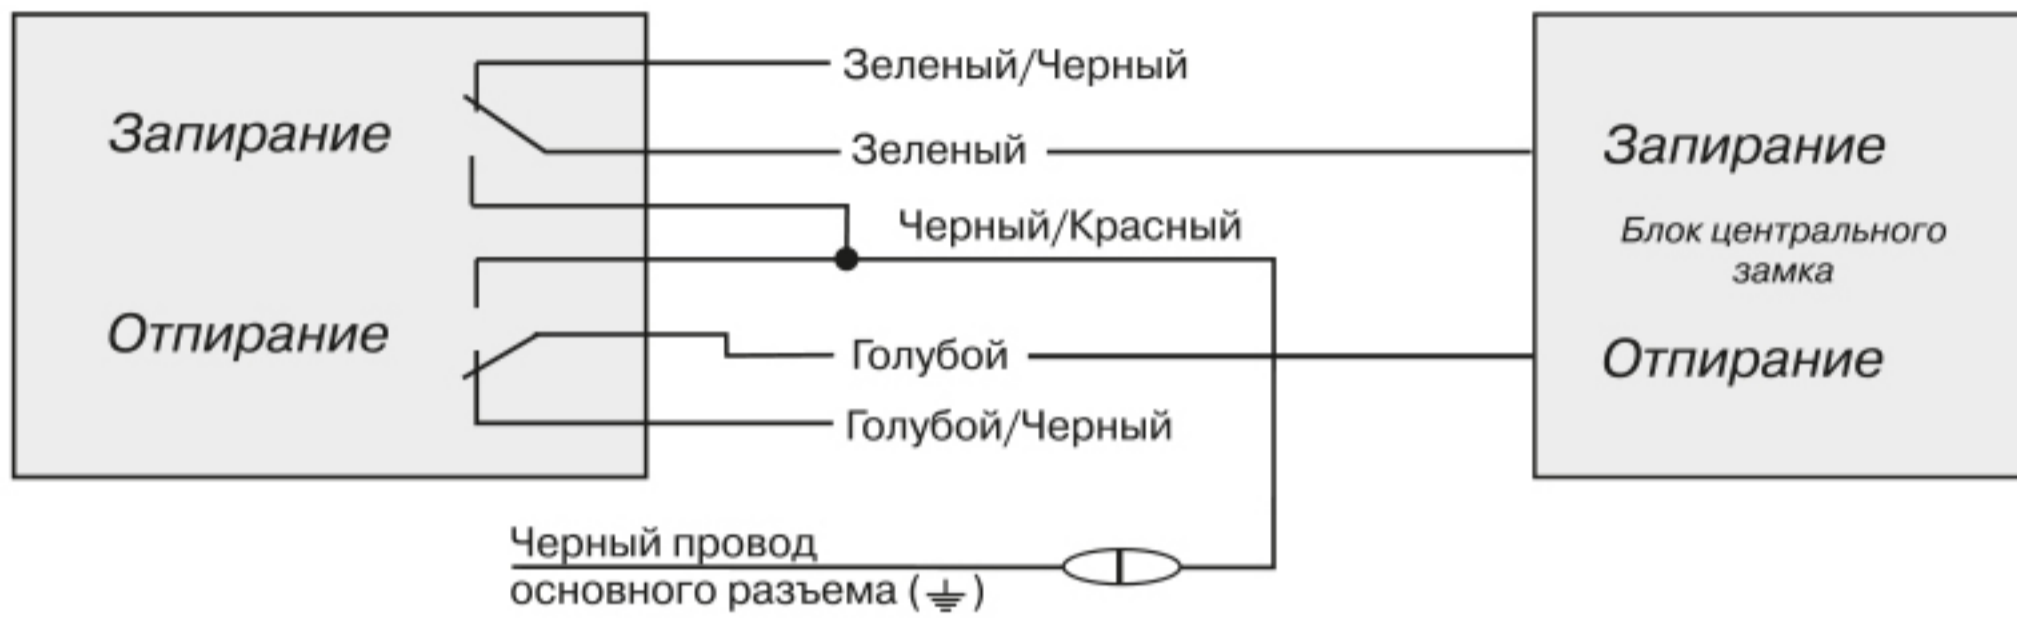 Запирание
Отпирание
Зеленый/Черный
Зеленый
Черный/Красный
Голубой
Голубой/Черный
Черный провод
основного разъема (⏚)
Запирание
Блок центрального
замка
Отпирание